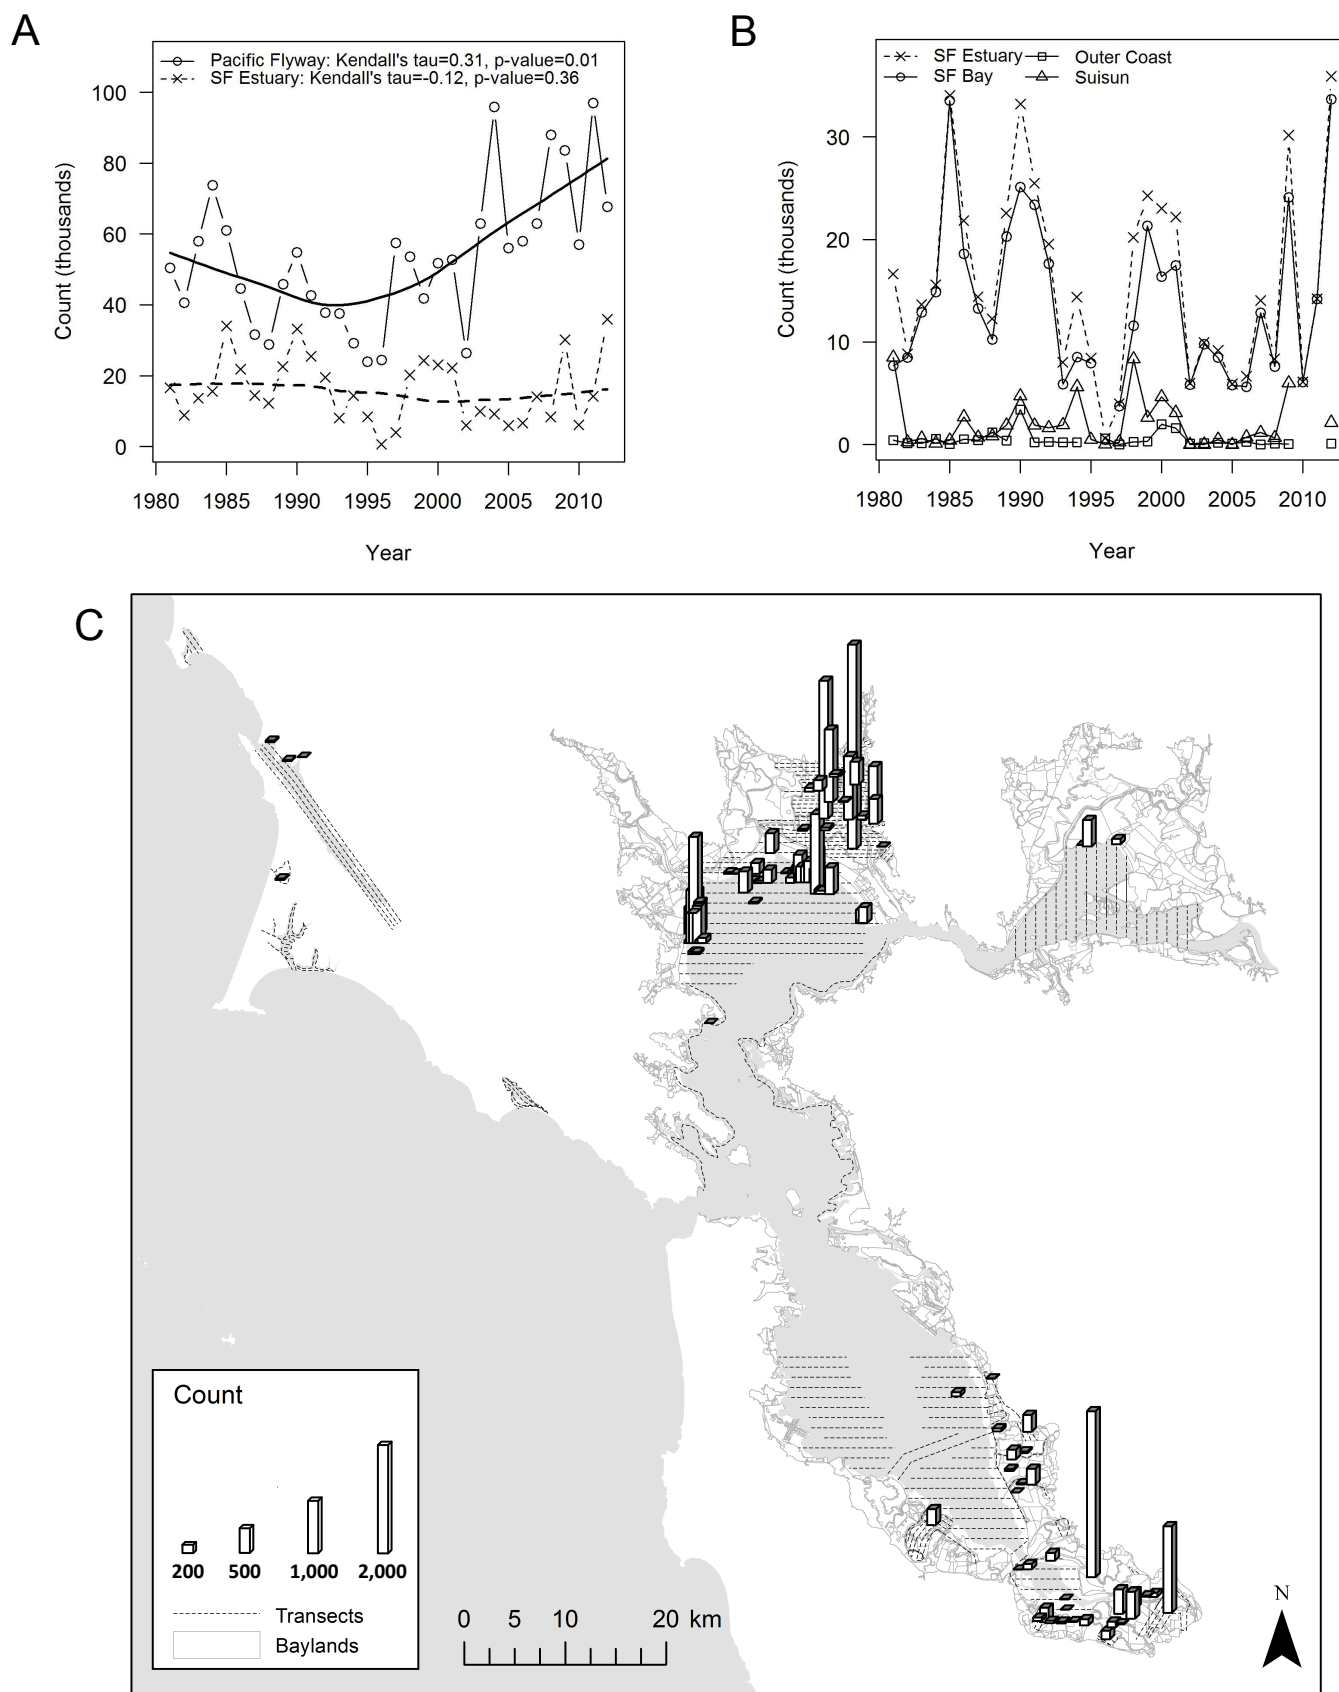 A
Pacific Flyway: Kendall's tau=0.31, p-value=0.01
SF Estuary: Kendall's tau=-0.12, p-value=0.36
100
80
60
40
20
0
Count (thousands)
1980 1985 1990 1995 2000 2005 2010
Year
B
SF Estuary Outer Coast
SF Bay Suisun
30
20
10
0
Count (thousands)
1980 1985 1990 1995 2000 2005 2010
Year
C
Count
200 500 1,000 2,000
Transects
Baylands
0 5 10 20 km
N